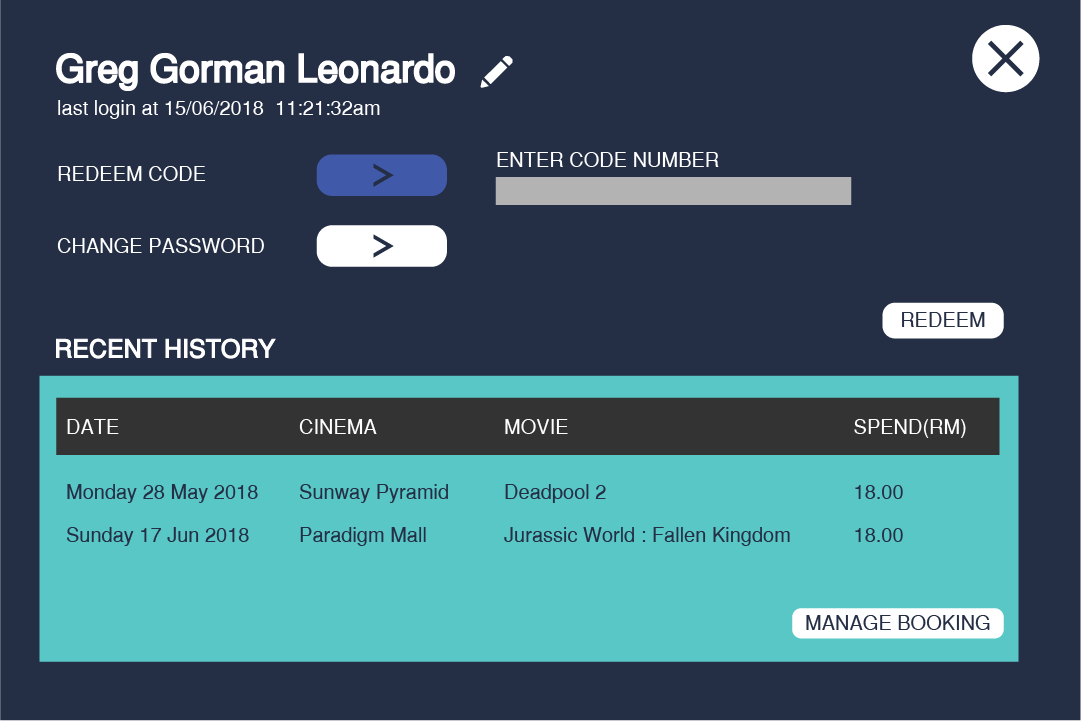 Greg Gorman Leonardo
last login at 15/06/2018  11:21:32am
REDEEM CODE
>
ENTER CODE NUMBER
CHANGE PASSWORD
>
REDEEM
RECENT HISTORY
DATE CINEMA MOVIE SPEND(RM)
Monday 28 May 2018 Sunway Pyramid Deadpool 2 18.00
Sunday 17 Jun 2018 Paradigm Mall Jurassic World : Fallen Kingdom 18.00
MANAGE BOOKING